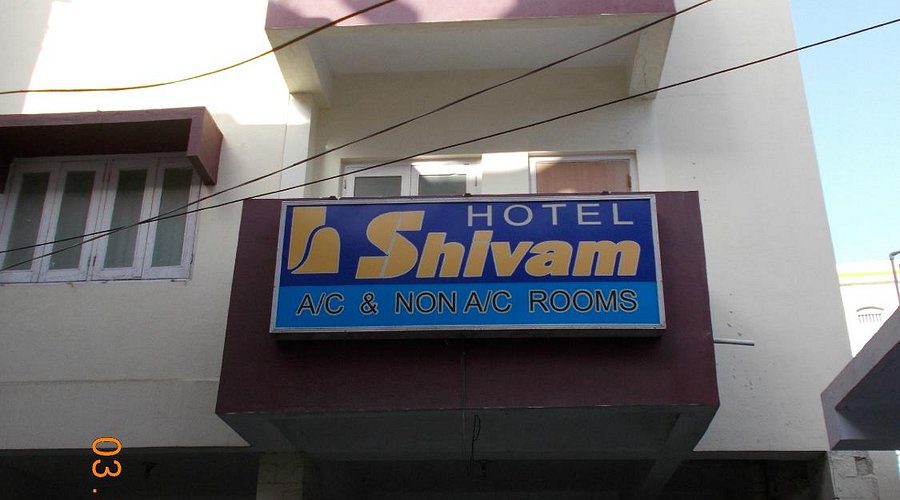 HOTEL
Shivam
A/C & NON A/C ROOMS
03.